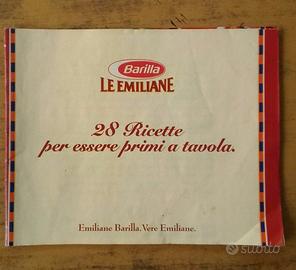 Barilla
LE EMILIANE
28 Ricette
per essere primi a tavola.
Emiliane Barilla. Vere Emiliane.
subito